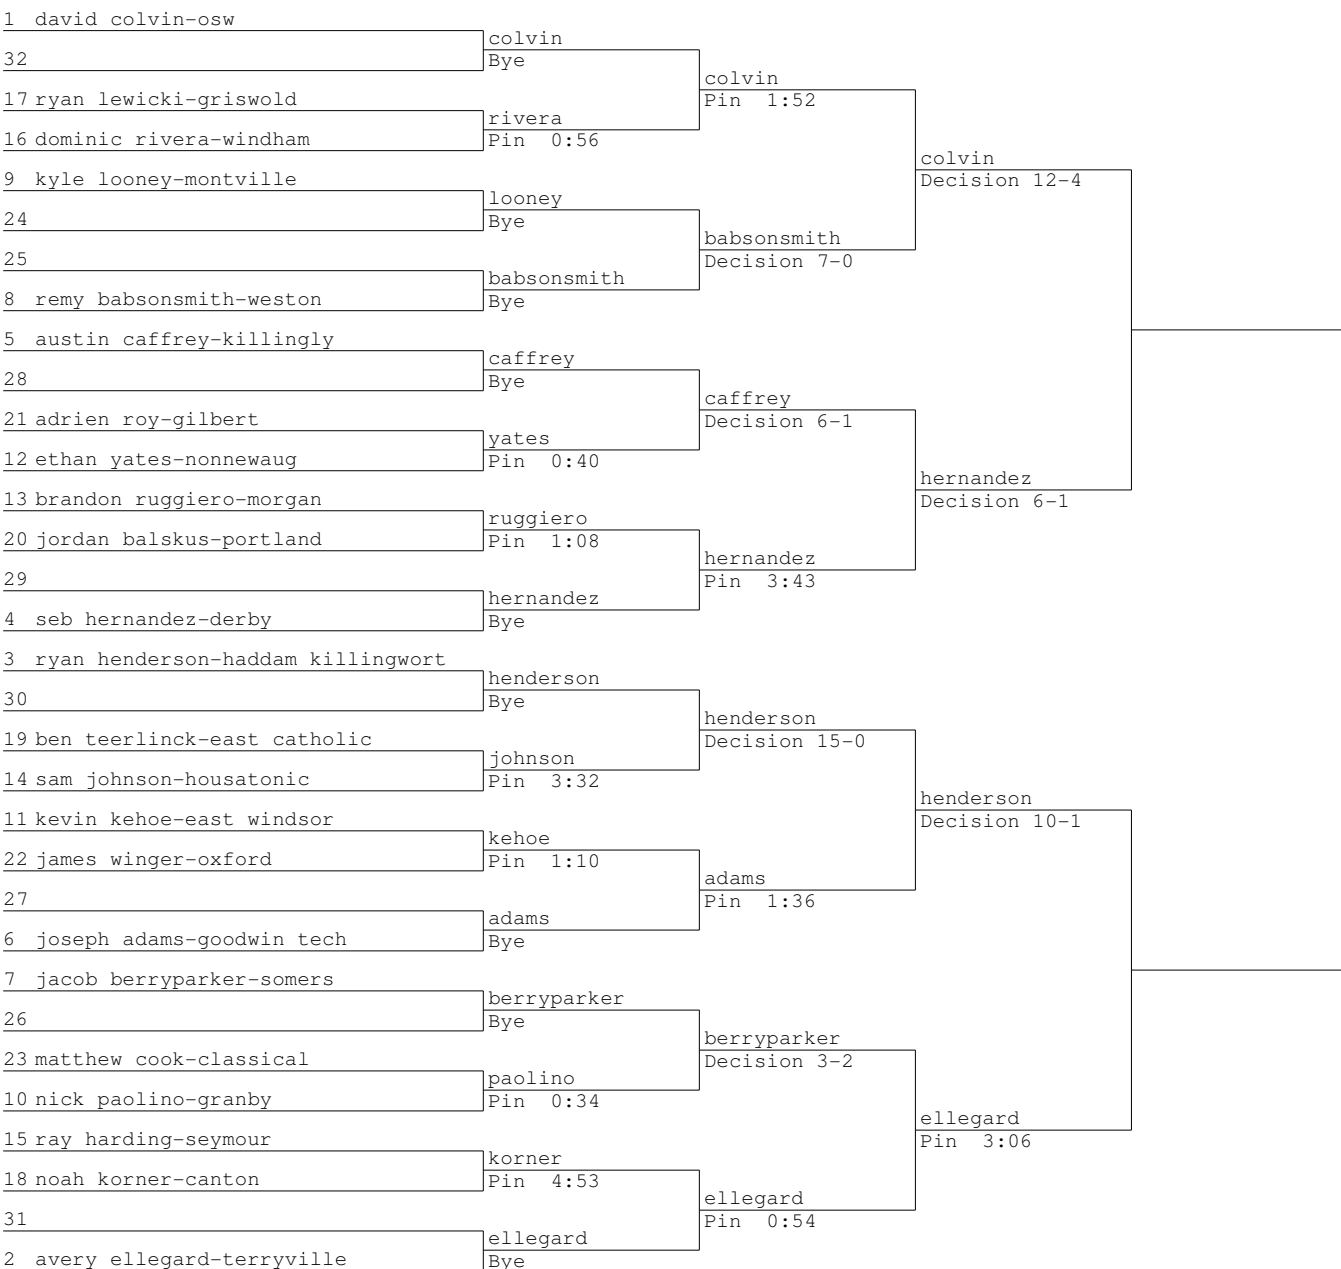 1 david colvin-osw
32
17 ryan lewicki-griswold
16 dominic rivera-windham
9 kyle looney-montville
24
25
8 remy babsonsmith-weston
5 austin caffrey-killingly
28
21 adrien roy-gilbert
12 ethan yates-nonnewaug
13 brandon ruggiero-morgan
20 jordan balskus-portland
29
4 seb hernandez-derby
3 ryan henderson-haddam killingwort
30
19 ben teerlinck-east catholic
14 sam johnson-housatonic
11 kevin kehoe-east windsor
22 james winger-oxford
27
6 joseph adams-goodwin tech
7 jacob berryparker-somers
26
23 matthew cook-classical
10 nick paolino-granby
15 ray harding-seymour
18 noah korner-canton
31
2 avery ellegard-terryville
colvin
Bye
rivera
Pin 0:56
looney
Bye
babsonsmith
Bye
caffrey
Bye
yates
Pin 0:40
ruggiero
Pin 1:08
hernandez
Bye
henderson
Bye
johnson
Pin 3:32
kehoe
Pin 1:10
adams
Bye
berryparker
Bye
paolino
Pin 0:34
korner
Pin 4:53
ellegard
Bye
colvin
Pin 1:52
babsonsmith
Decision 7-0
caffrey
Decision 6-1
hernandez
Pin 3:43
henderson
Decision 15-0
adams
Pin 1:36
berryparker
Decision 3-2
ellegard
Pin 0:54
colvin
Decision 12-4
hernandez
Decision 6-1
henderson
Decision 10-1
ellegard
Pin 3:06